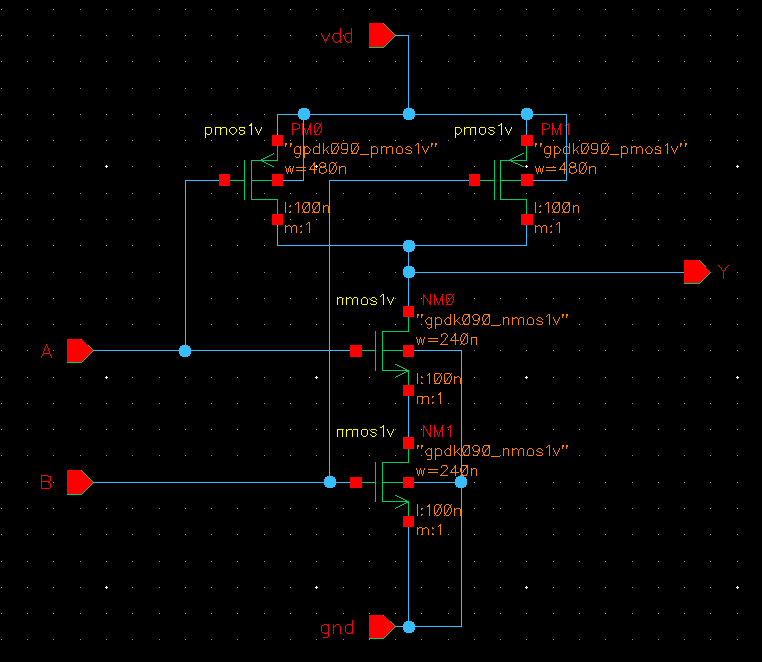 vdd
pmos1v PM0
"gpdk090_pmos1v"
w=480n
l:100n
m:1
pmos1v PM1
"gpdk090_pmos1v"
w=480n
l:100n
m:1
Y
nmos1v NM0
"gpdk090_nmos1v"
w=240n
l:100n
m:1
A
nmos1v NM1
"gpdk090_nmos1v"
w=240n
l:100n
m:1
B
gnd